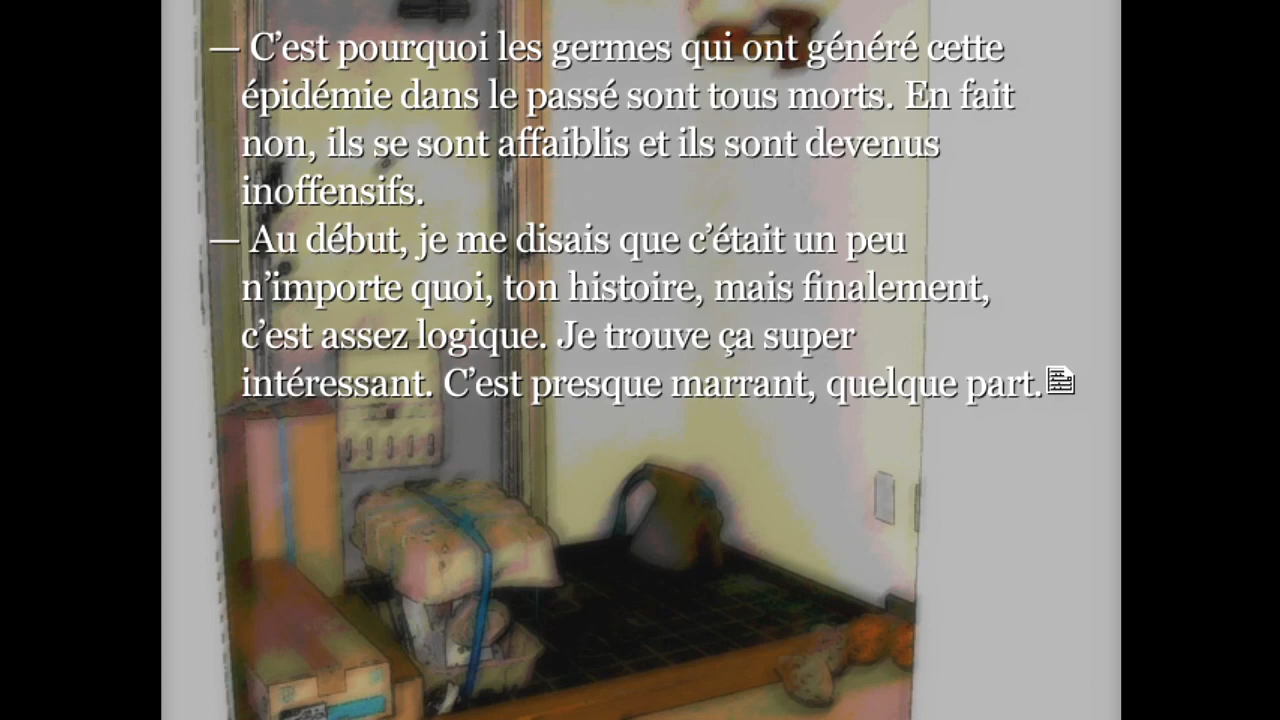 — C’est pourquoi les germes qui ont généré cette
épidémie dans le passé sont tous morts. En fait
non, ils se sont affaiblis et ils sont devenus
inoffensifs.
— Au début, je me disais que c’était un peu
n’importe quoi, ton histoire, mais finalement,
c’est assez logique. Je trouve ça super
intéressant. C’est presque marrant, quelque part.